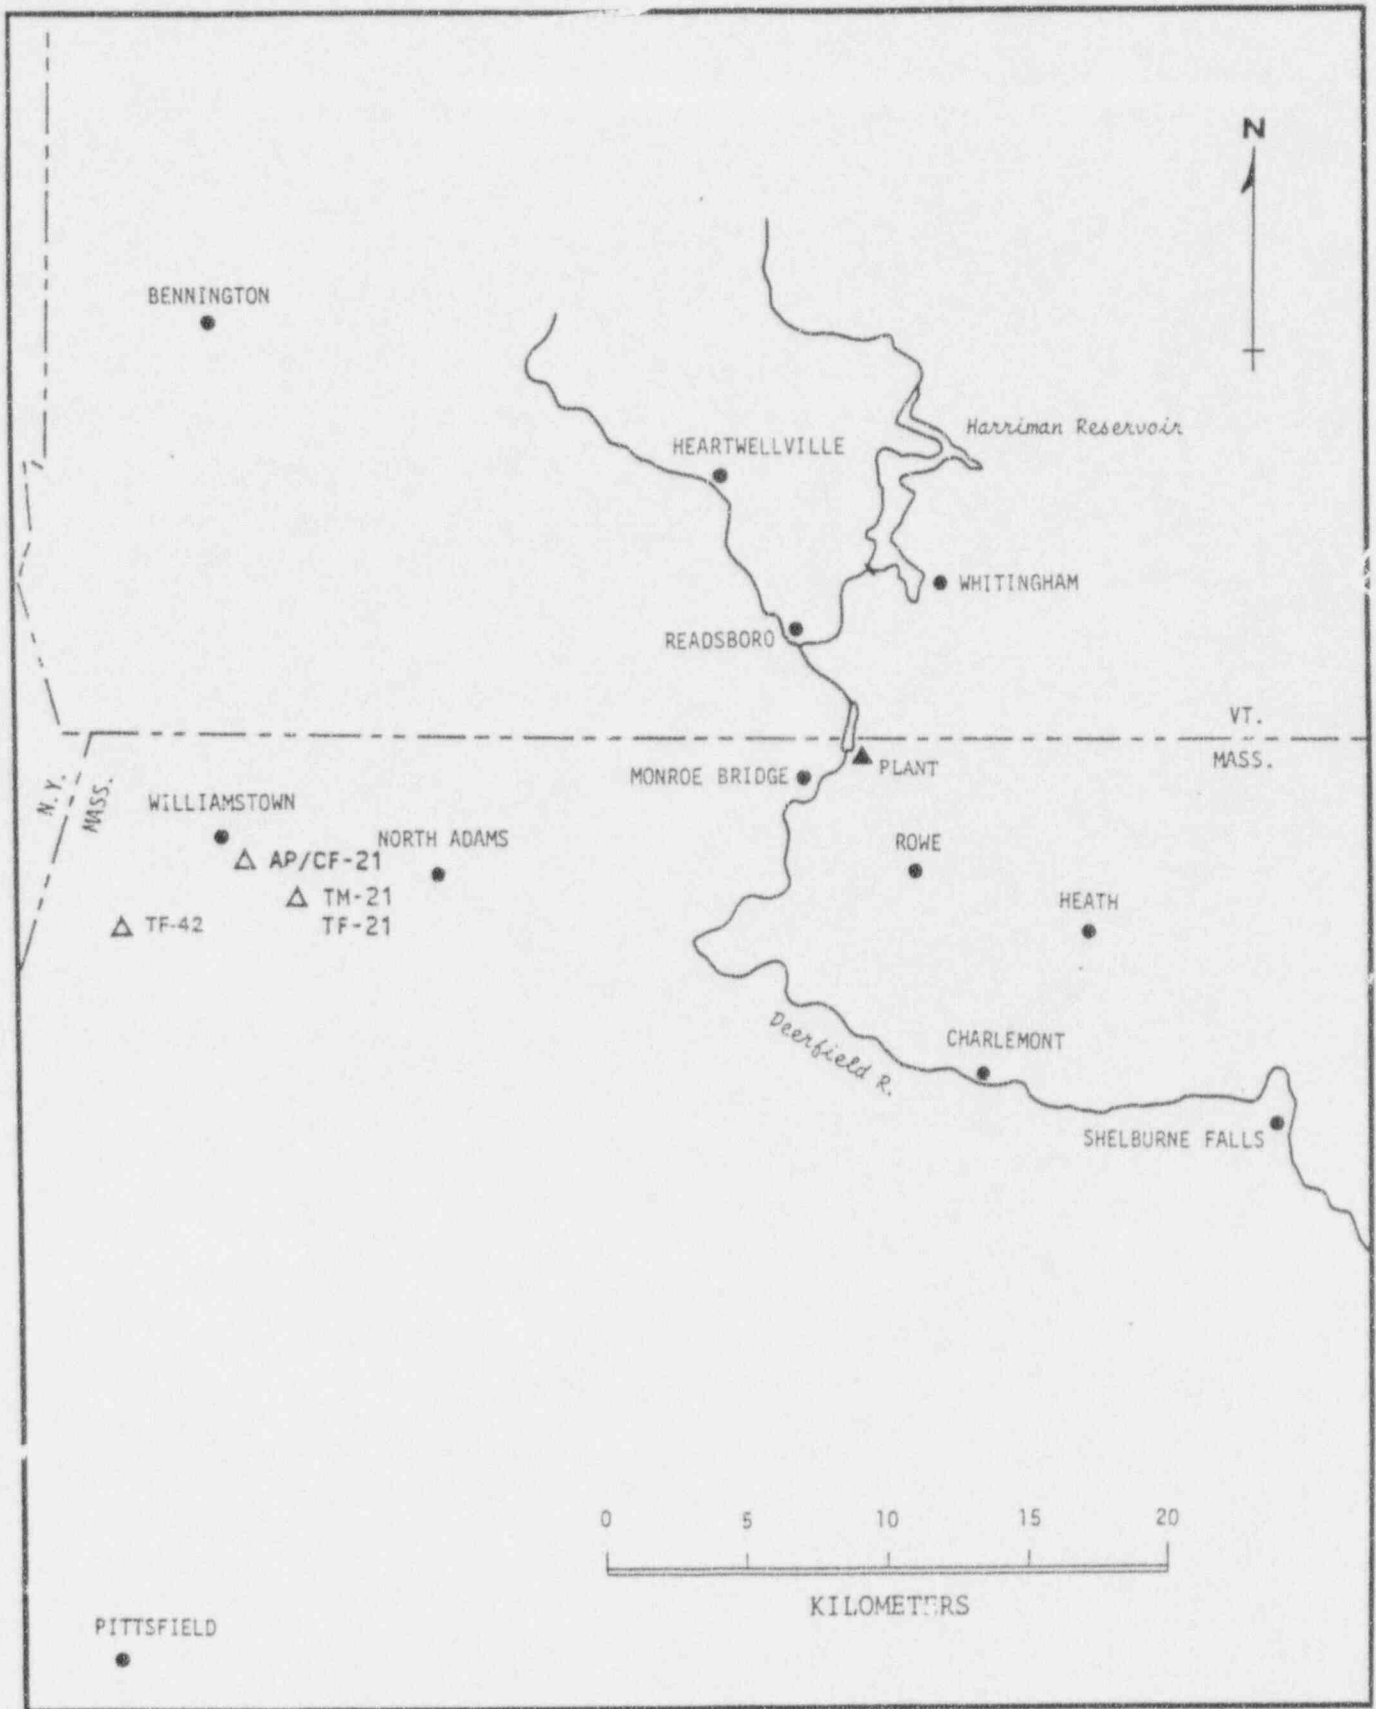 N
BENNINGTON
Harriman Reservoir
HEARTWELLVILLE
WHITINGHAM
READSBORO
VT.
MASS.
PLANT
MONROE BRIDGE
N.Y.
MASS.
WILLIAMSTOWN
NORTH ADAMS
ROWE
AP/CF-21
TM-21
HEATH
TF-42
TF-21
Deerfield R.
CHARLEMONT
SHELBURNE FALLS
0 5 10 15 20
KILOMETERS
PITTSFIELD